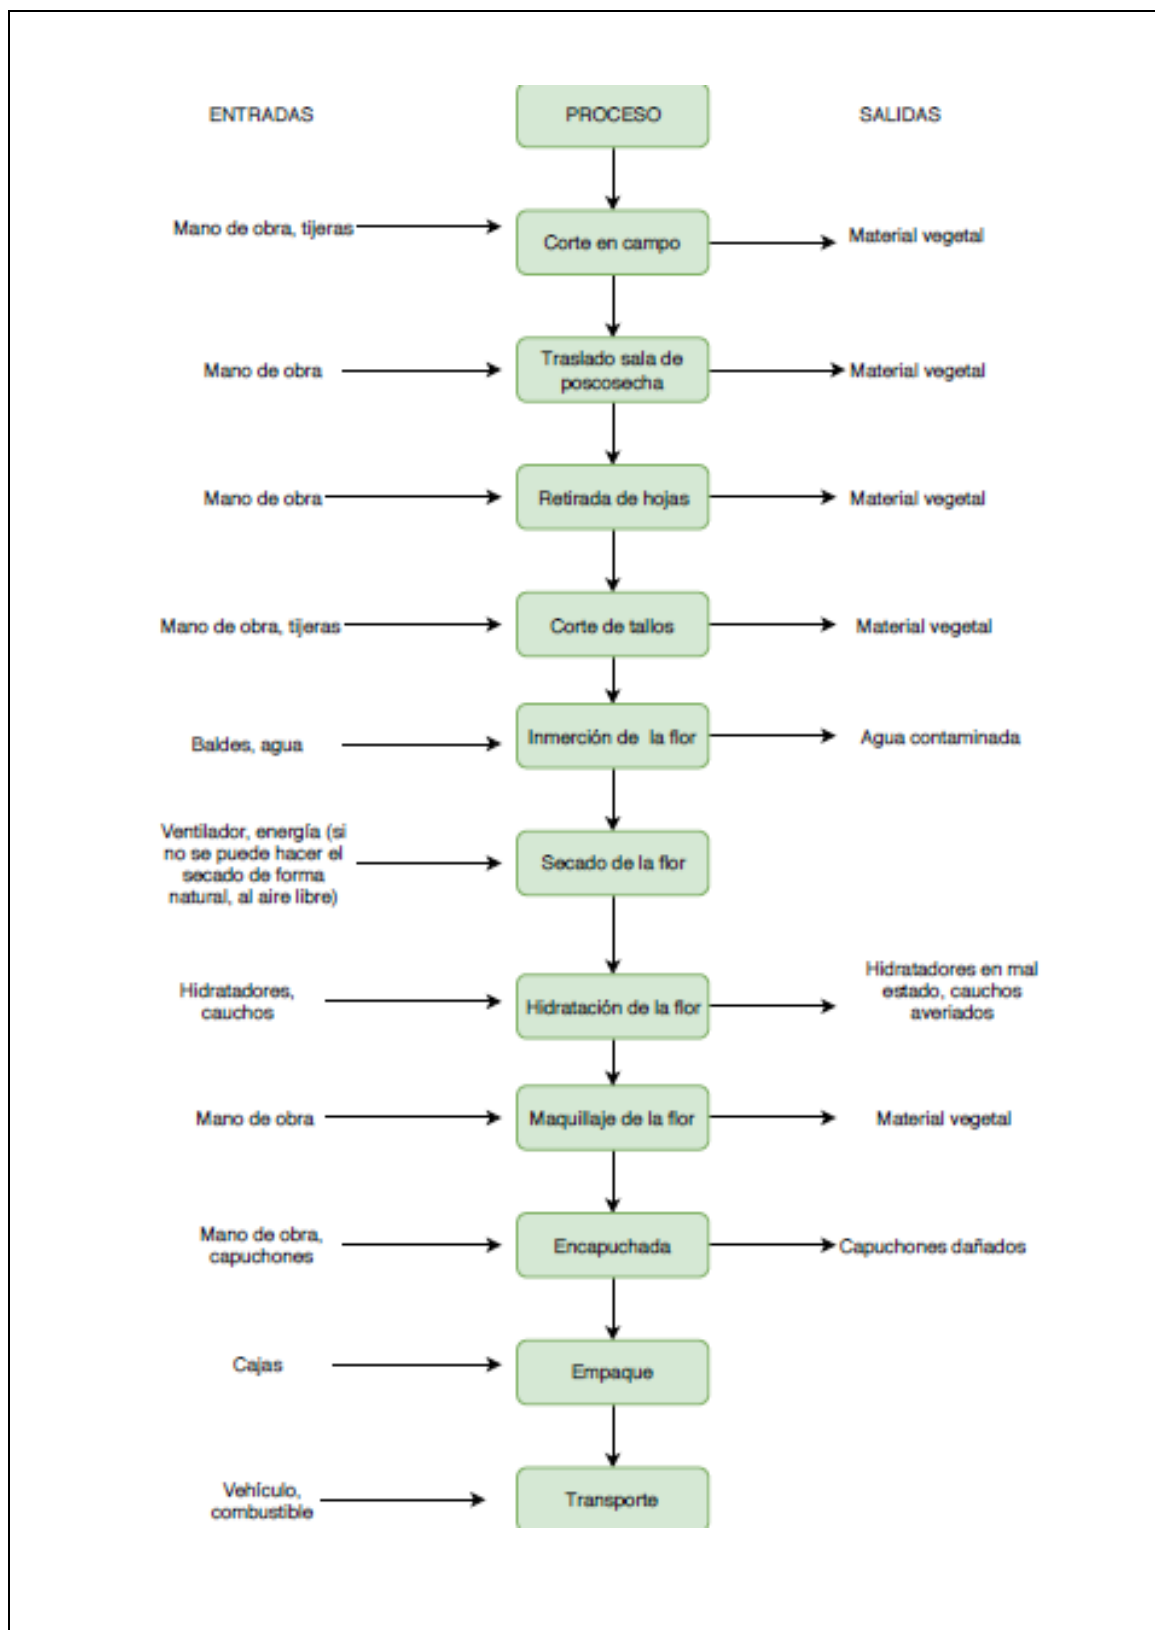 ENTRADAS
PROCESO
SALIDAS
Mano de obra, tijeras
Corte en campo
Material vegetal
Mano de obra
Traslado sala de
poscosecha
Material vegetal
Mano de obra
Retirada de hojas
Material vegetal
Mano de obra, tijeras
Corte de tallos
Material vegetal
Baldes, agua
Inmerción de la flor
Agua contaminada
Ventilador, energía (si
no se puede hacer el
secado de forma
natural, al aire libre)
Secado de la flor
Hidratadores,
cauchos
Hidratación de la flor
Hidratadores en mal
estado, cauchos
averiados
Mano de obra
Maquillaje de la flor
Material vegetal
Mano de obra,
capuchones
Encapuchada
Capuchones dañados
Cajas
Empaque
Vehículo,
combustible
Transporte